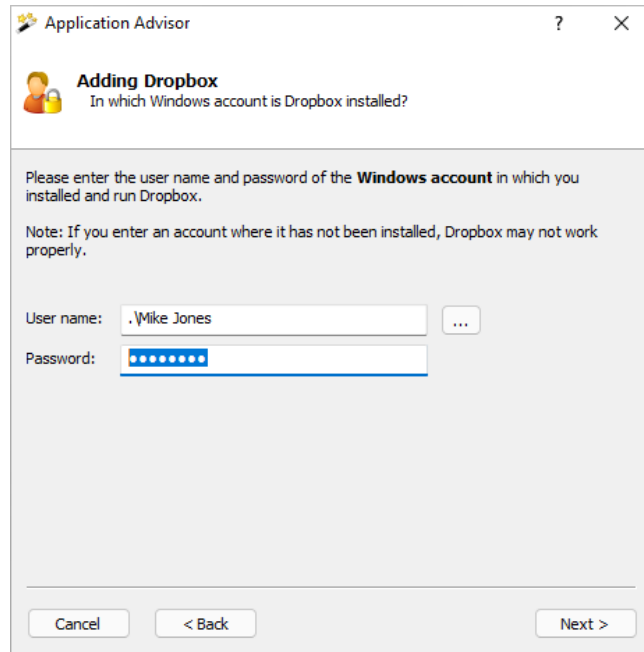 Application Advisor
?
Adding Dropbox
In which Windows account is Dropbox installed?
Please enter the user name and password of the Windows account in which you
installed and run Dropbox.
Note: If you enter an account where it has not been installed, Dropbox may not work
properly.
User name: .\Mike Jones ...
Password: ●●●●●●●●
Cancel < Back Next >